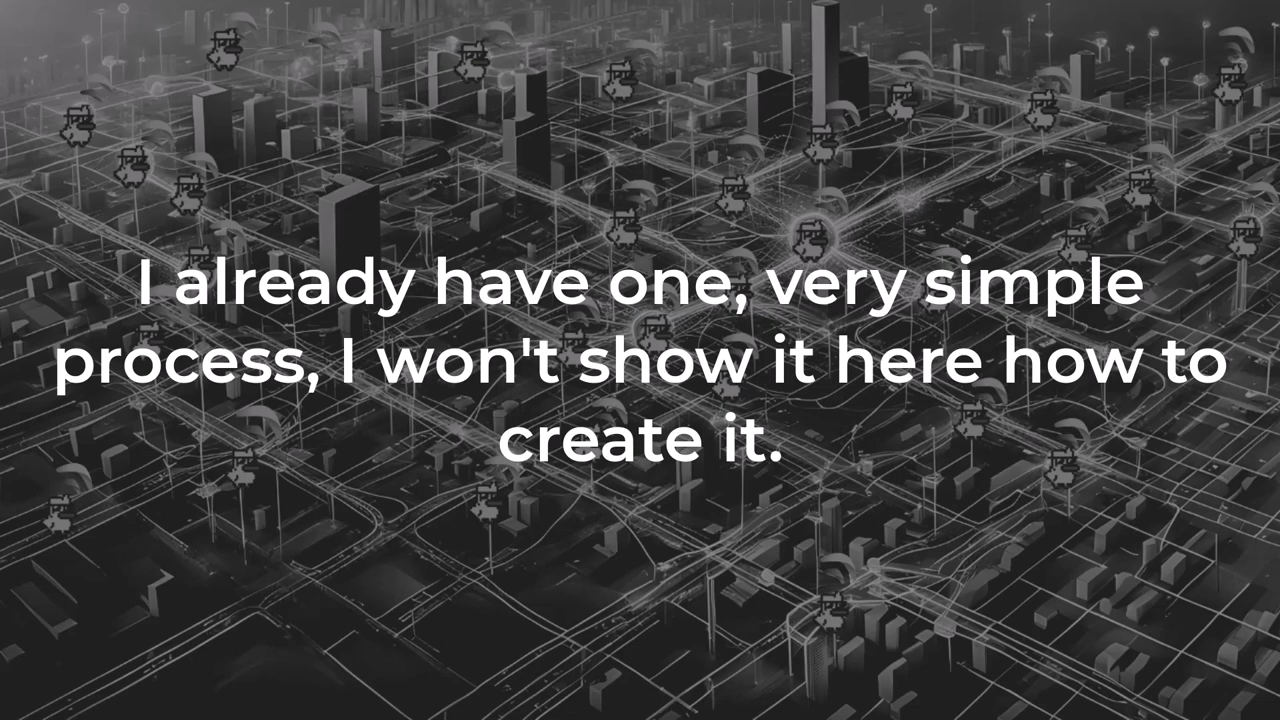 I already have one, very simple
process, I won't show it here how to
create it.